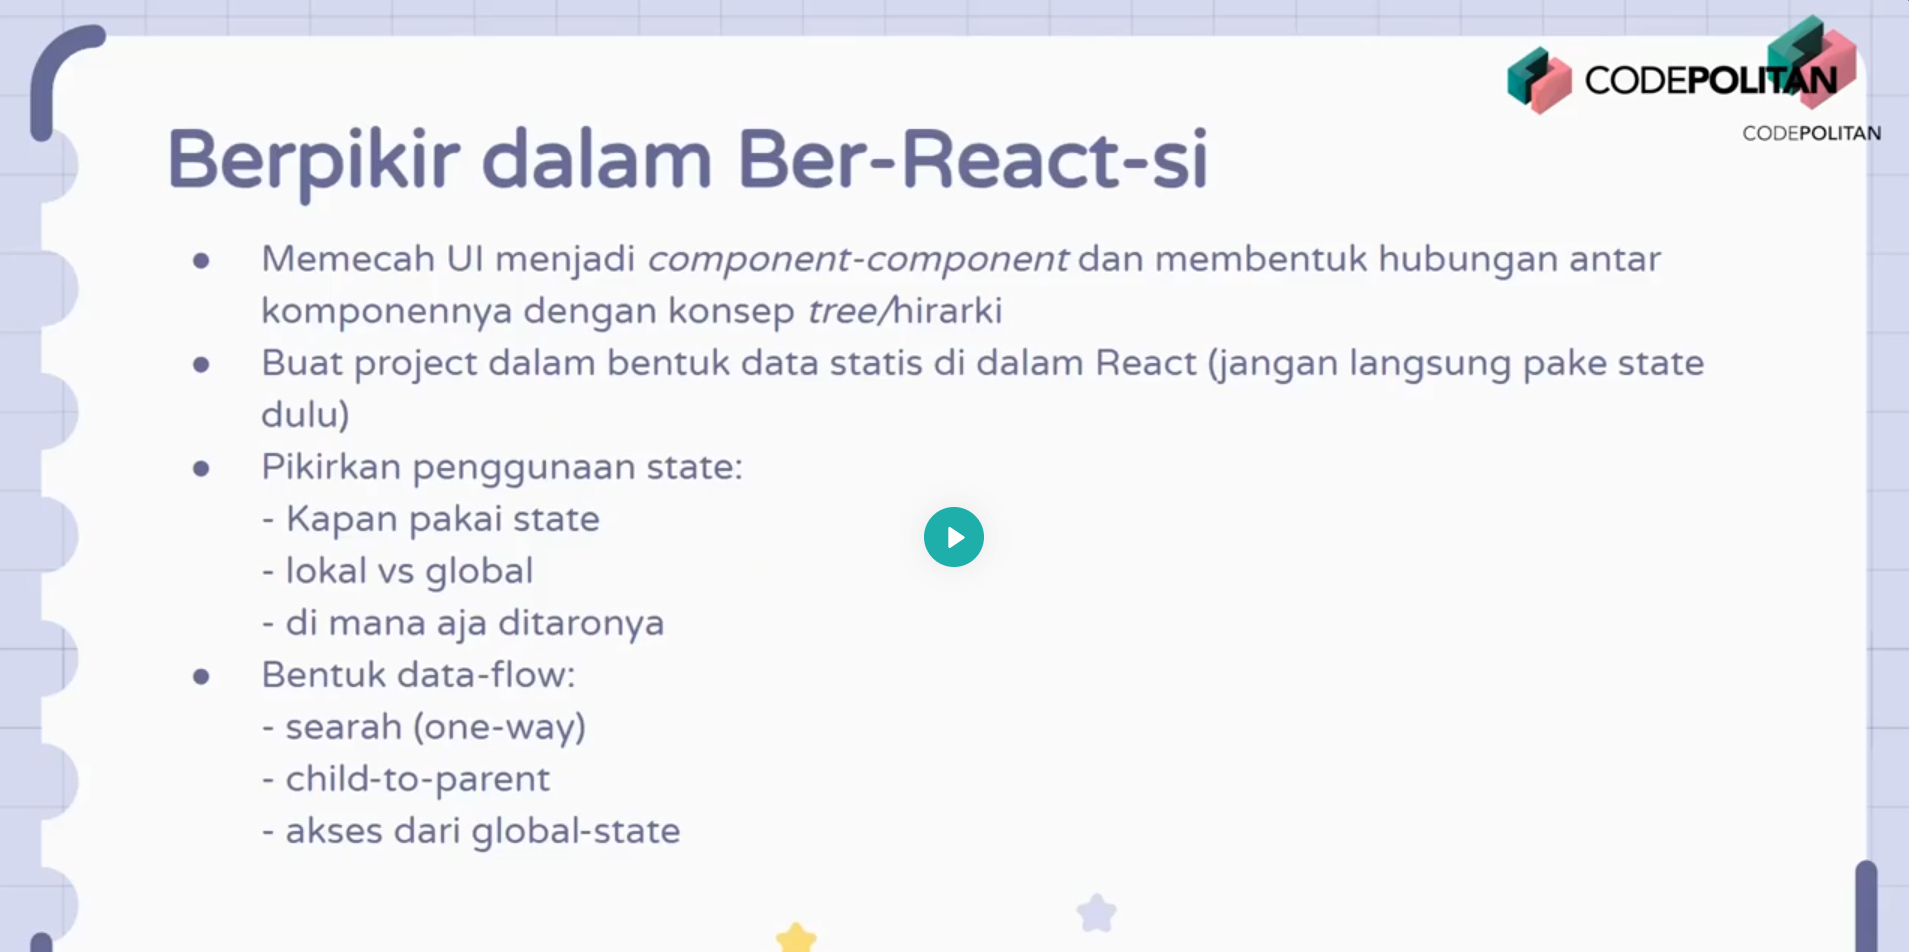 CODEPOLITAN
CODEPOLITAN
Berpikir dalam Ber-React-si
● Memecah UI menjadi component-component dan membentuk hubungan antar
komponennya dengan konsep tree/hirarki
● Buat project dalam bentuk data statis di dalam React (jangan langsung pake state
dulu)
● Pikirkan penggunaan state:
- Kapan pakai state
- lokal vs global
- di mana aja ditaronya
● Bentuk data-flow:
- searah (one-way)
- child-to-parent
- akses dari global-state